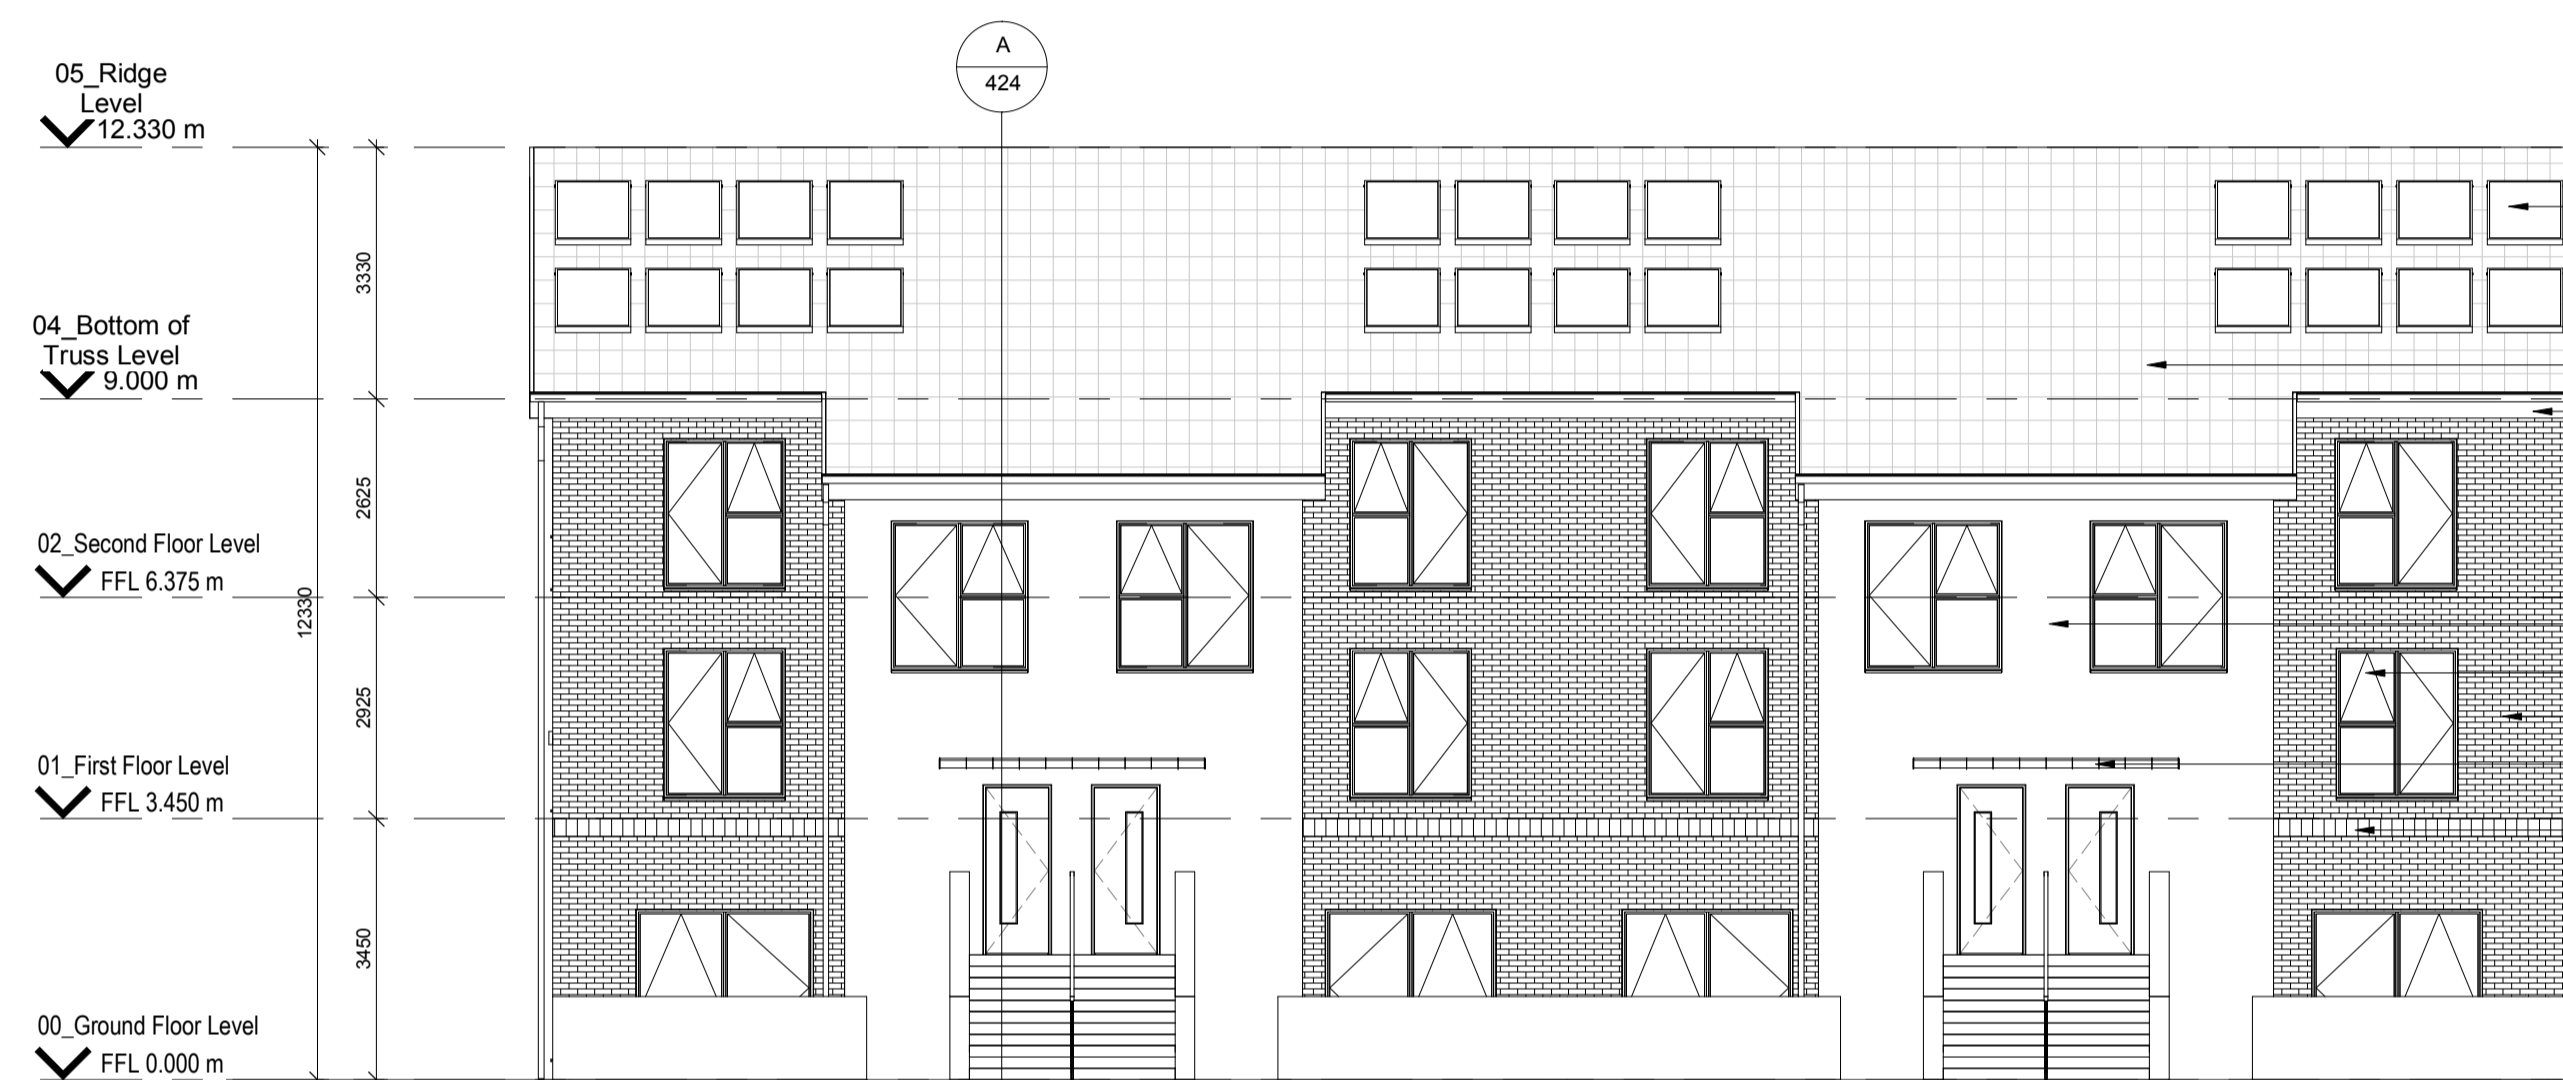 A
424
05_Ridge
Level
12.330 m
3330
04_Bottom of
Truss Level
9.000 m
2625
02_Second Floor Level
FFL 6.375 m
12330
2925
01_First Floor Level
FFL 3.450 m
3450
00_Ground Floor Level
FFL 0.000 m